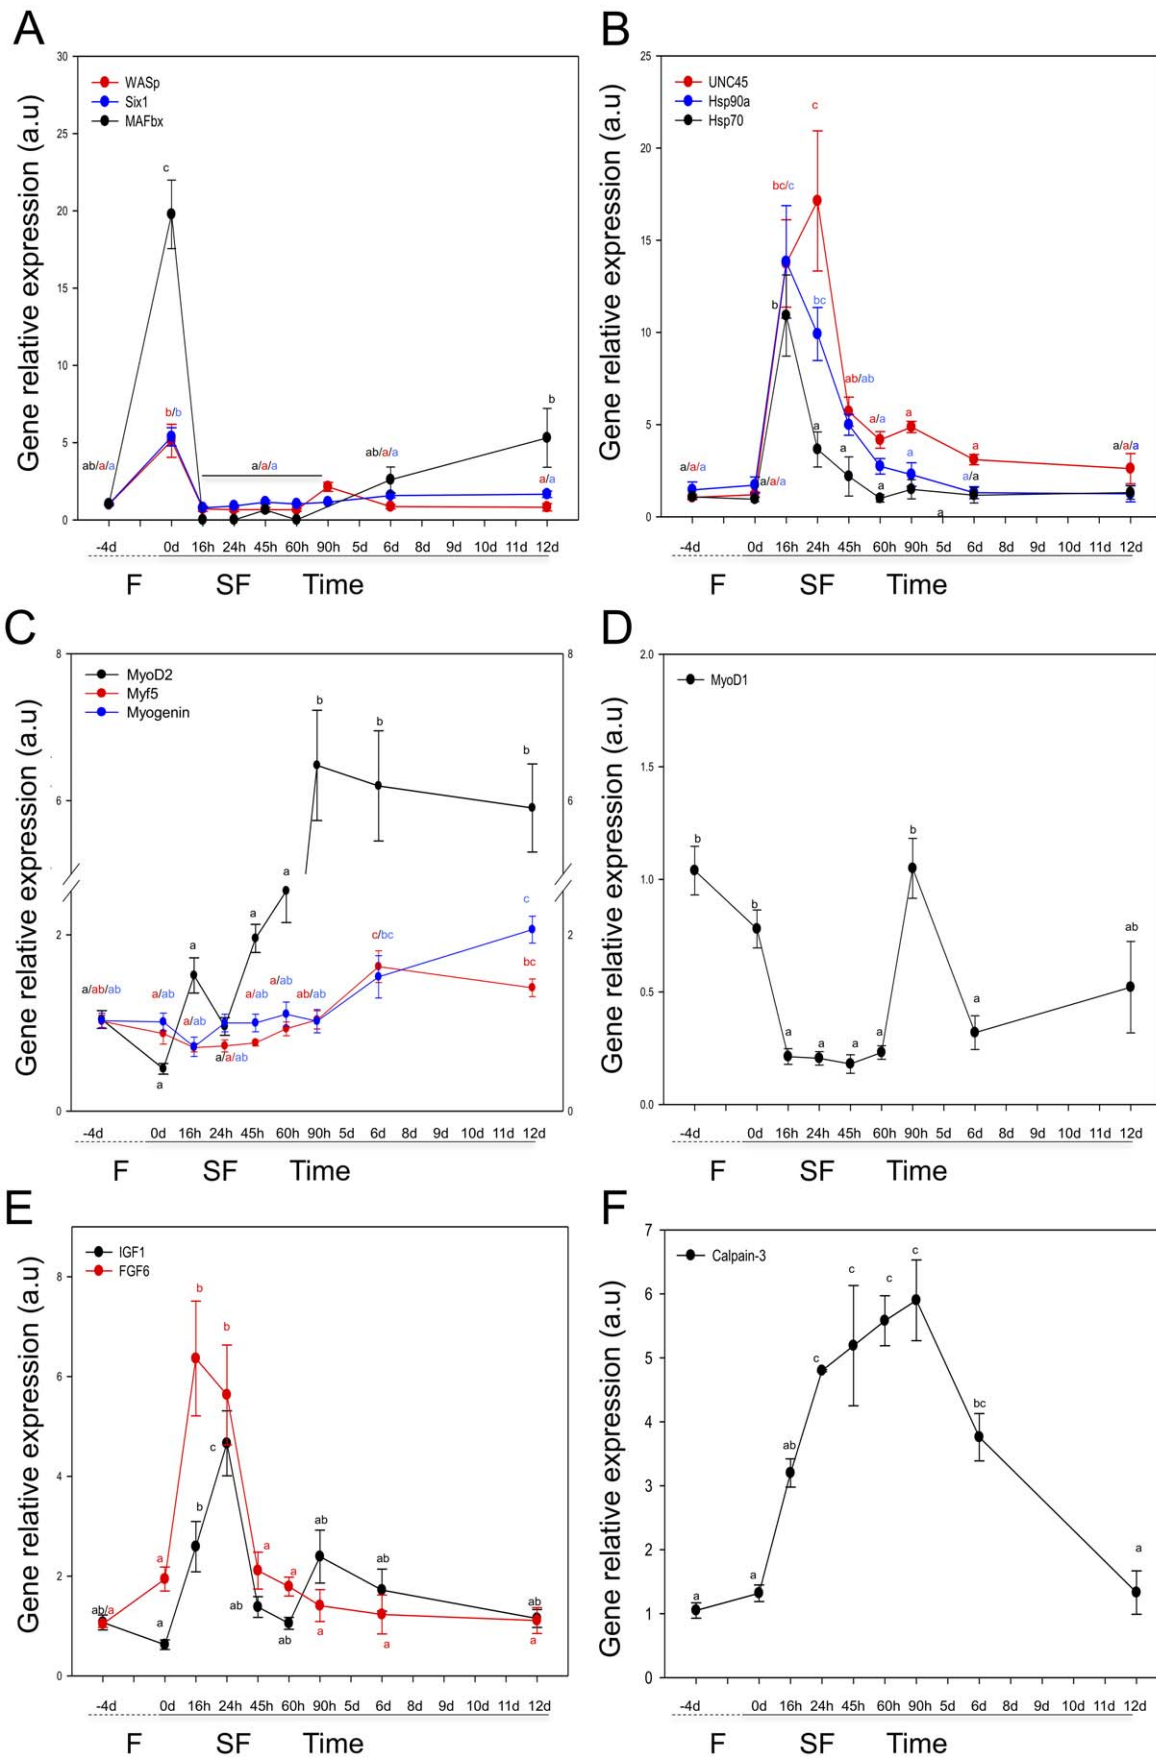 A
Gene relative expression (a.u)
30
25
20
15
10
5
0
WASp
Six1
MAFbx
c
b/b
ab/a/a
a/a/a
ab/a/a
b
a/a
-4d 0d 16h 24h 45h 60h 90h 5d 6d 8d 9d 10d 11d 12d
F SF Time
B
Gene relative expression (a.u)
25
20
15
10
5
0
UNC45
Hsp90a
Hsp70
c
bc/c
bc
b
ab/ab
a/a
a
a
a
a/a/a
a/a/a
a
a
a
a
a/a
a
a/a/a
-4d 0d 16h 24h 45h 60h 90h 5d 6d 8d 9d 10d 11d 12d
F SF Time
C
Gene relative expression (a.u)
8 8
6 6
2 2
0 0
MyoD2
Myf5
Myogenin
b
b
b
a
a
a
c
c/bc
bc
a/ab/ab
a/ab
a/ab
a/ab
a/ab
ab/ab
a/a/ab
a
-4d 0d 16h 24h 45h 60h 90h 5d 6d 8d 9d 10d 11d 12d
F SF Time
D
Gene relative expression (a.u)
2.0
1.5
1.0
0.5
0.0
MyoD1
b
b
a
a
a
a
b
a
ab
-4d 0d 16h 24h 45h 60h 90h 5d 6d 8d 9d 10d 11d 12d
F SF Time
E
Gene relative expression (a.u)
8
6
4
2
0
IGF1
FGF6
b
b
c
b
a
ab/a
a
ab
a
a
ab
ab
a
ab
a
ab
a
-4d 0d 16h 24h 45h 60h 90h 5d 6d 8d 9d 10d 11d 12d
F SF Time
F
Gene relative expression (a.u)
7
6
5
4
3
2
1
0
Calpain-3
a
a
ab
c
c
c
c
bc
a
-4d 0d 16h 24h 45h 60h 90h 5d 6d 8d 9d 10d 11d 12d
F SF Time